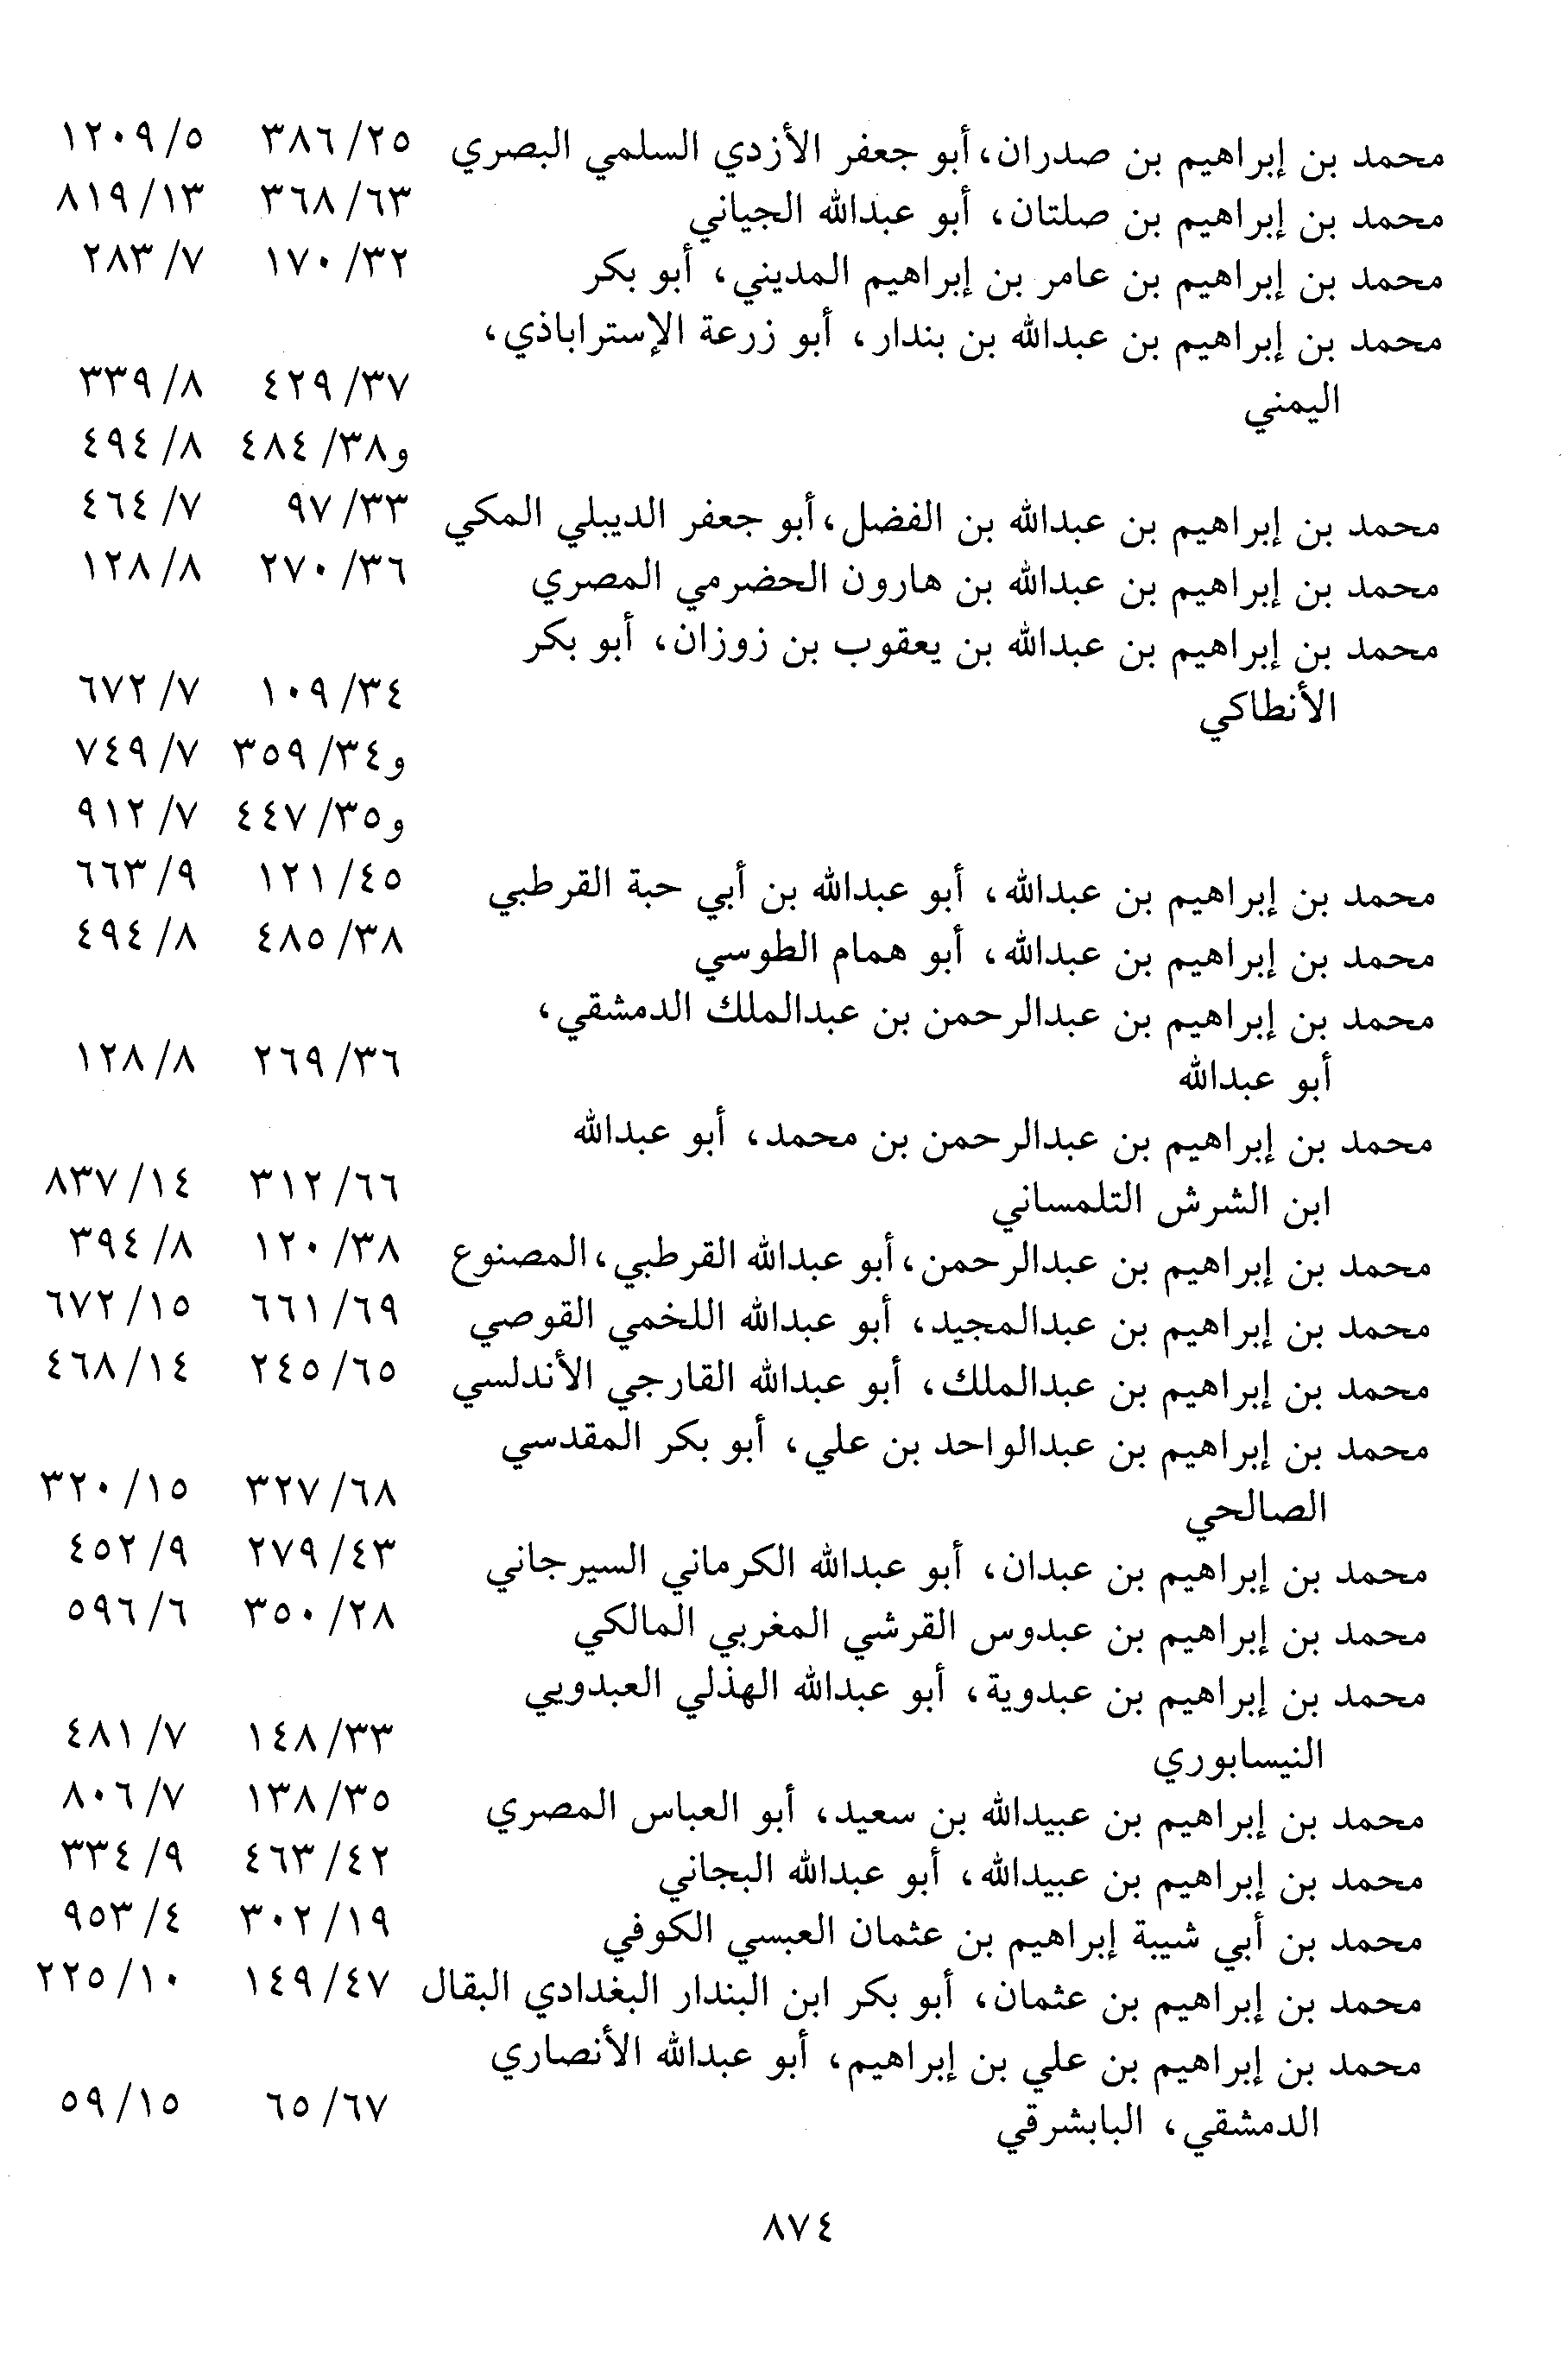 محمد بن إبراهيم بن صدران، أبو جعفر الأزدي السلمي البصري ٣٨٦/٢٥ ١٢٠٩/٥
محمد بن إبراهيم بن صلتان، أبو عبدالله الجياني ٣٦٨/٦٣ ٨١٩/١٣
محمد بن إبراهيم بن عامر بن إبراهيم المديني، أبو بكر ١٧٠/٣٢ ٢٨٣/٧
محمد بن إبراهيم بن عبدالله بن بندار، أبو زرعة الإستراباذي،
اليمني ٤٢٩/٣٧ ٣٣٩/٨
و٤٨٤/٣٨ ٤٩٤/٨
محمد بن إبراهيم بن عبدالله بن الفضل، أبو جعفر الديبلي المكي ٩٧/٣٣ ٤٦٤/٧
محمد بن إبراهيم بن عبدالله بن هارون الحضرمي المصري ٢٧٠/٣٦ ١٢٨/٨
محمد بن إبراهيم بن عبدالله بن يعقوب بن زوزان، أبو بكر
الأنطاكي ١٠٩/٣٤ ٦٧٢/٧
و٣٥٩/٣٤ ٧٤٩/٧
و٤٤٧/٣٥ ٩١٢/٧
محمد بن إبراهيم بن عبدالله، أبو عبدالله بن أبي حبة القرطبي ١٢١/٤٥ ٦٦٣/٩
محمد بن إبراهيم بن عبدالله، أبو همام الطوسي ٤٨٥/٣٨ ٤٩٤/٨
محمد بن إبراهيم بن عبدالرحمن بن عبدالملك الدمشقي،
أبو عبدالله ٢٦٩/٣٦ ١٢٨/٨
محمد بن إبراهيم بن عبدالرحمن بن محمد، أبو عبدالله
ابن الشرش التلمساني ٣١٢/٦٦ ٨٣٧/١٤
محمد بن إبراهيم بن عبدالرحمن، أبو عبدالله القرطبي، المصنوع ١٢٠/٣٨ ٣٩٤/٨
محمد بن إبراهيم بن عبدالمجيد، أبو عبدالله اللخمي القوصي ٦٦١/٦٩ ٦٧٢/١٥
محمد بن إبراهيم بن عبدالملك، أبو عبدالله القارجي الأندلسي ٢٤٥/٦٥ ٤٦٨/١٤
محمد بن إبراهيم بن عبدالواحد بن علي، أبو بكر المقدسي
الصالحي ٣٢٧/٦٨ ٣٢٠/١٥
محمد بن إبراهيم بن عبدان، أبو عبدالله الكرماني السيرجاني ٢٧٩/٤٣ ٤٥٢/٩
محمد بن إبراهيم بن عبدوس القرشي المغربي المالكي ٣٥٠/٢٨ ٥٩٦/٦
محمد بن إبراهيم بن عبدوية، أبو عبدالله الهذلي العبدويي
النيسابوري ١٤٨/٣٣ ٤٨١/٧
محمد بن إبراهيم بن عبيدالله بن سعيد، أبو العباس المصري ١٣٨/٣٥ ٨٠٦/٧
محمد بن إبراهيم بن عبيدالله، أبو عبدالله البجاني ٤٦٣/٤٢ ٣٣٤/٩
محمد بن أبي شيبة إبراهيم بن عثمان العبسي الكوفي ٣٠٢/١٩ ٩٥٣/٤
محمد بن إبراهيم بن عثمان، أبو بكر ابن البندار البغدادي البقال ١٤٩/٤٧ ٢٢٥/١٠
محمد بن إبراهيم بن علي بن إبراهيم، أبو عبدالله الأنصاري
الدمشقي، البابشرقي ٦٥/٦٧ ٥٩/١٥
٨٧٤